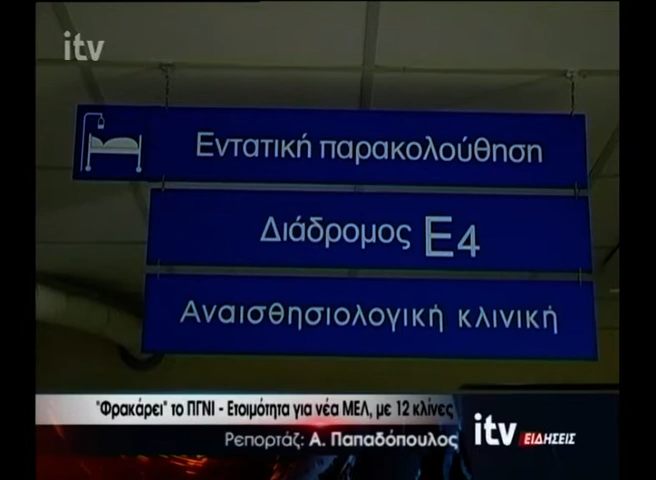 itv
Εντατική παρακολούθηση
Διάδρομος Ε4
Αναισθησιολογική κλινική
"Φρακάρει" το ΠΓΝΙ - Ετοιμότητα για νέα ΜΕΛ, με 12 κλίνες
Ρεπορτάζ: Α. Παπαδόπουλος
itv ΕΙΔΗΣΕΙΣ